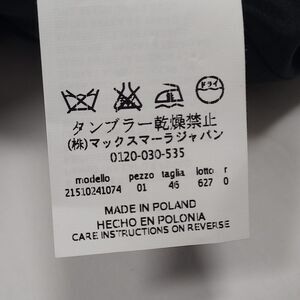 ドライ
タンブラー乾燥禁止
(株)マックスマーラジャパン
0120-030-535
modello pezzo taglia lotto r
21510241074 01 46 627 0
MADE IN POLAND
HECHO EN POLONIA
CARE INSTRUCTIONS ON REVERSE